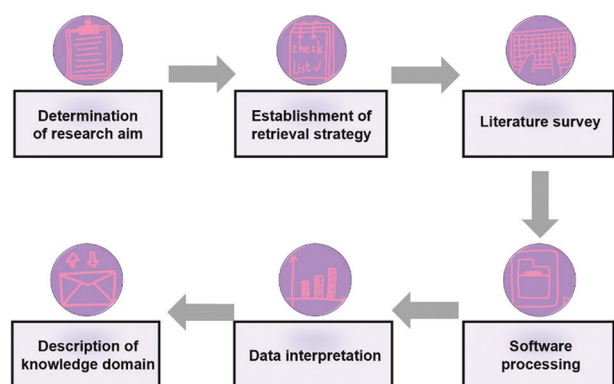 check
list ✓
Determination
of research aim
Establishment of
retrieval strategy
Literature survey
Description of
knowledge domain
Data interpretation
Software
processing